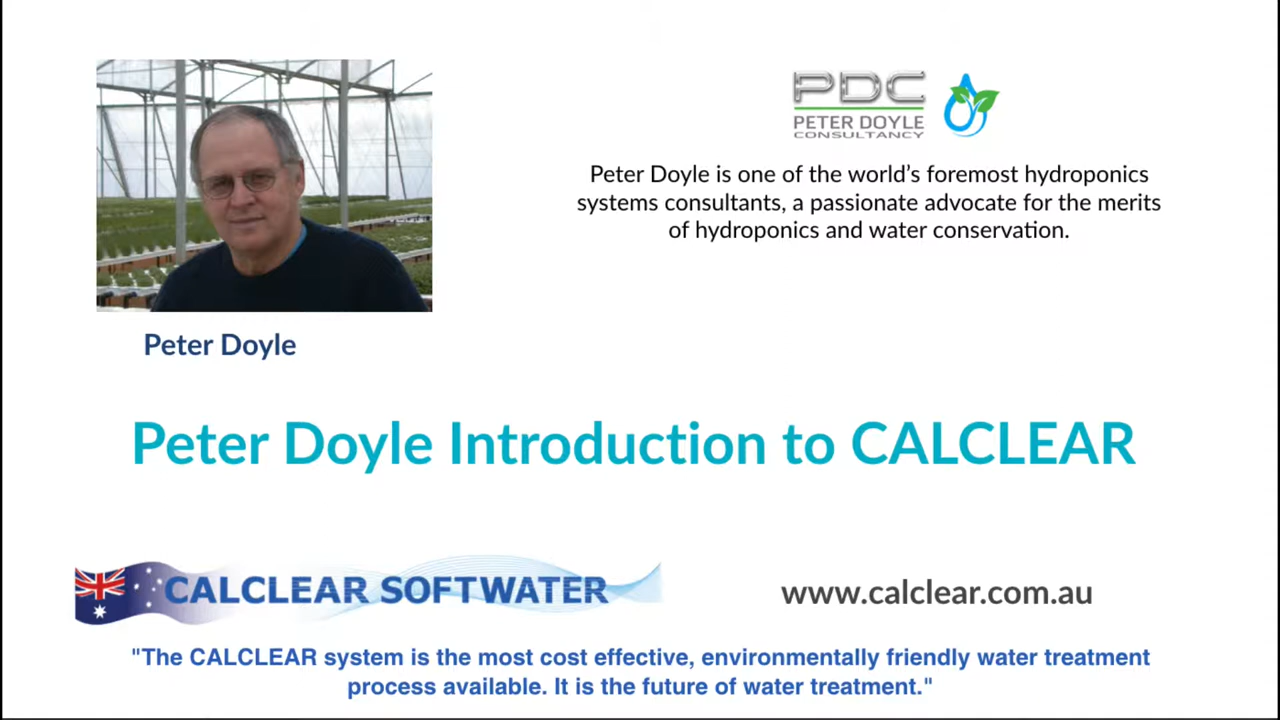 PDC
PETER DOYLE
CONSULTANCY
Peter Doyle is one of the world’s foremost hydroponics
systems consultants, a passionate advocate for the merits
of hydroponics and water conservation.
Peter Doyle
Peter Doyle Introduction to CALCLEAR
CALCLEAR SOFTWATER
www.calclear.com.au
"The CALCLEAR system is the most cost effective, environmentally friendly water treatment
process available. It is the future of water treatment."